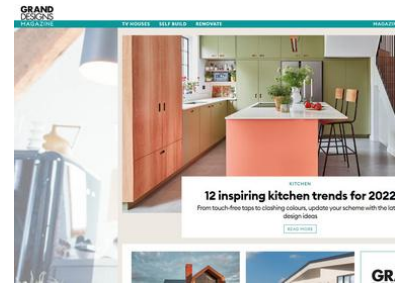 GRAND
DESIGNS
MAGAZINE
TV HOUSES SELF BUILD RENOVATE
MAGAZI
KITCHEN
12 inspiring kitchen trends for 2022
From touch-free taps to clashing colours, update your scheme with the lat
design ideas
READ MORE
GR